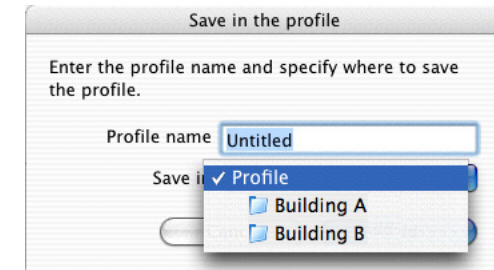 Save in the profile
Enter the profile name and specify where to save
the profile.
Profile name Untitled
Save i ✓ Profile
Building A
Building B